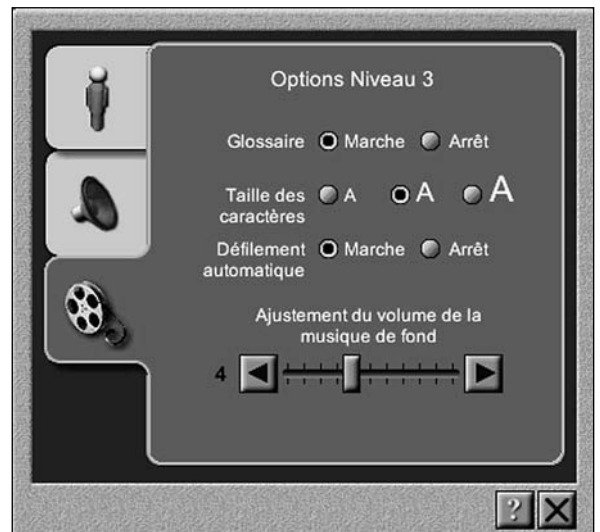 Options Niveau 3
Glossaire Marche Arrêt
Taille des A A A
caractères
Défilement Marche Arrêt
automatique
Ajustement du volume de la
musique de fond
4
?